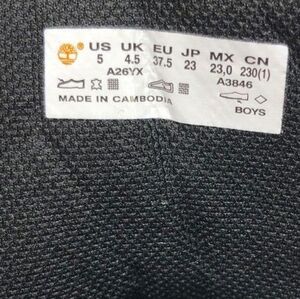 US UK EU JP MX CN
5 4.5 37.5 23 23,0 230(1)
A26YX A3846
MADE IN CAMBODIA BOYS